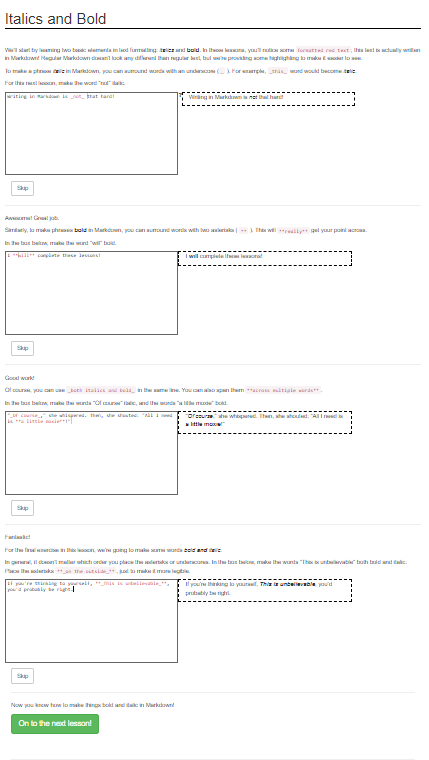 Italics and Bold
We'll start by learning two basic elements in text formatting: italics and bold. In these lessons, you'll notice some formatted red text; this text is actually written
in Markdown! Regular Markdown doesn't look any different than regular text, but we're providing some highlighting to make it easier to see.
To make a phrase italic in Markdown, you can surround words with an underscore ( _ ). For example, _this_ word would become italic.
For this next lesson, make the word "not" italic.
Writing in Markdown is _not_ that hard!
Writing in Markdown is not that hard!
Skip
Awesome! Great job.
Similarly, to make phrases bold in Markdown, you can surround words with two asterisks ( ** ). This will **really** get your point across.
In the box below, make the word "will" bold.
I **will** complete these lessons!
I will complete these lessons!
Skip
Good work!
Of course, you can use _both italics and bold_ in the same line. You can also span them **across multiple words**.
In the box below, make the words "Of course" italic, and the words "a little moxie" bold.
"_Of course_," she whispered. Then, she shouted: "All I need
is **a little moxie**!"
"Of course," she whispered. Then, she shouted: "All I need is
a little moxie!"
Skip
Fantastic!
For the final exercise in this lesson, we're going to make some words bold and italic.
In general, it doesn't matter which order you place the asterisks or underscores. In the box below, make the words "This is unbelievable" both bold and italic.
Place the asterisks **_on the outside_**, just to make it more legible.
If you're thinking to yourself, **_This is unbelievable_**,
you'd probably be right.
If you're thinking to yourself, This is unbelievable, you'd
probably be right.
Skip
Now you know how to make things bold and italic in Markdown!
On to the next lesson!